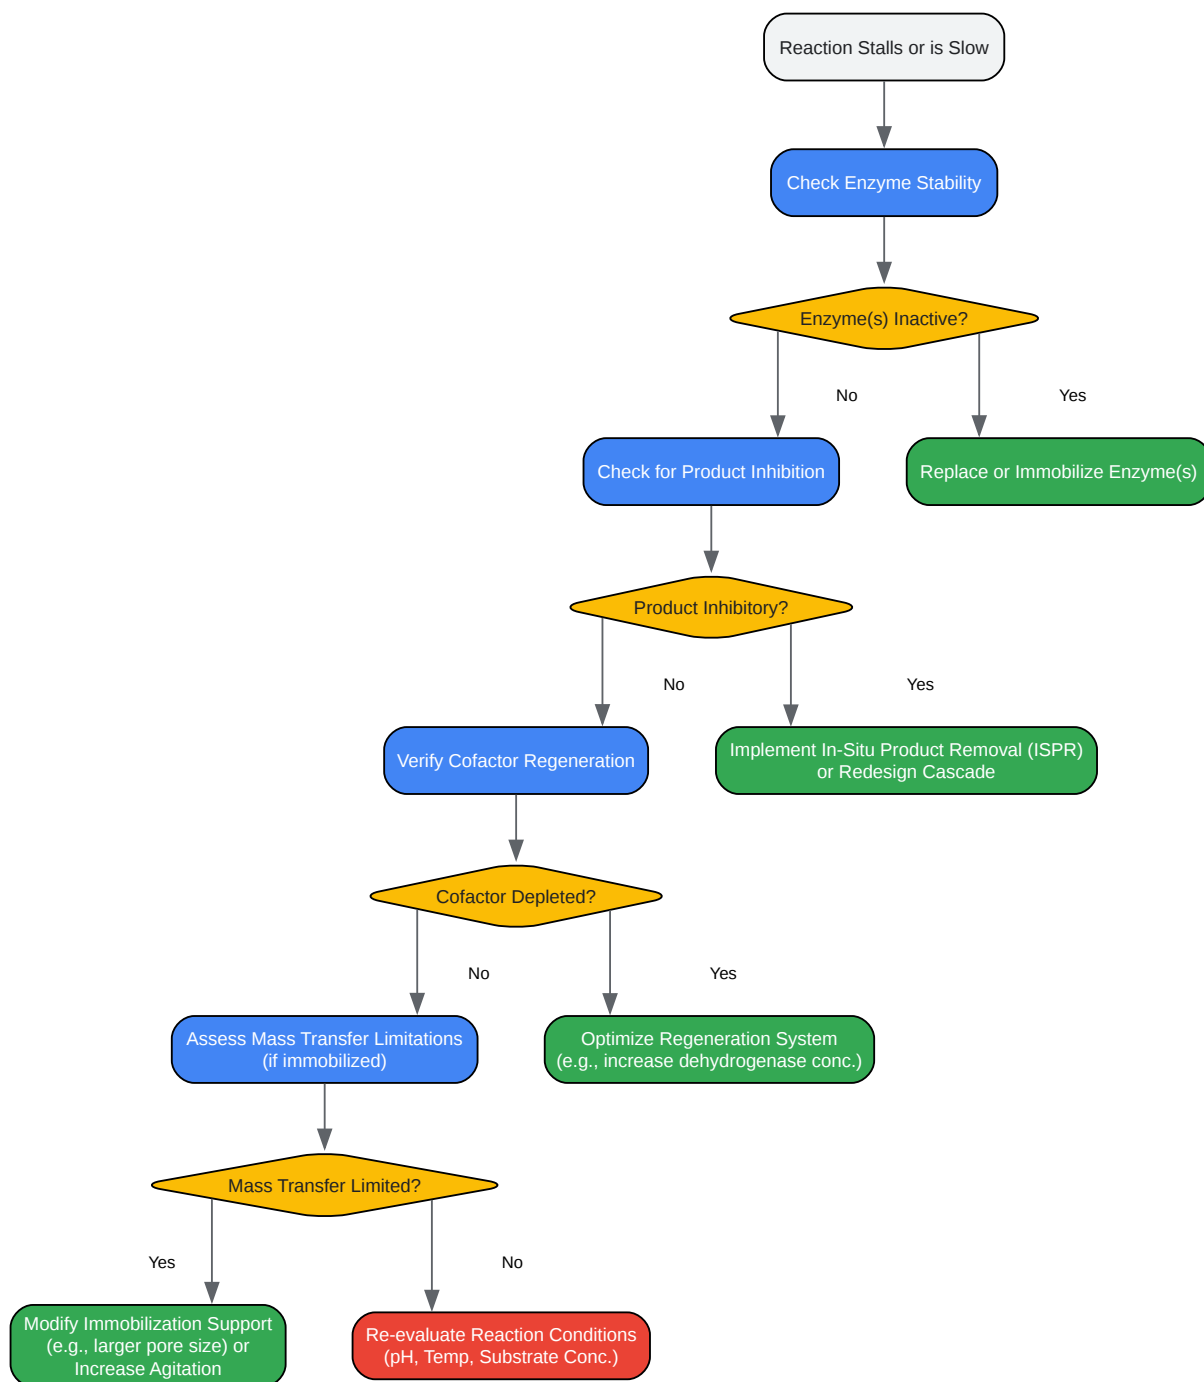 Reaction Stalls or is Slow
Check Enzyme Stability
Enzyme(s) Inactive?
No
Yes
Check for Product Inhibition
Replace or Immobilize Enzyme(s)
Product Inhibitory?
No
Yes
Verify Cofactor Regeneration
Implement In-Situ Product Removal (ISPR)
or Redesign Cascade
Cofactor Depleted?
No
Yes
Assess Mass Transfer Limitations
(if immobilized)
Optimize Regeneration System
(e.g., increase dehydrogenase conc.)
Mass Transfer Limited?
Yes
No
Modify Immobilization Support
(e.g., larger pore size) or
Increase Agitation
Re-evaluate Reaction Conditions
(pH, Temp, Substrate Conc.)